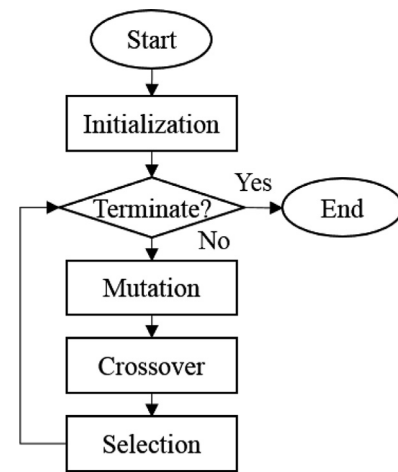 Start
Initialization
Terminate?
Yes
End
No
Mutation
Crossover
Selection